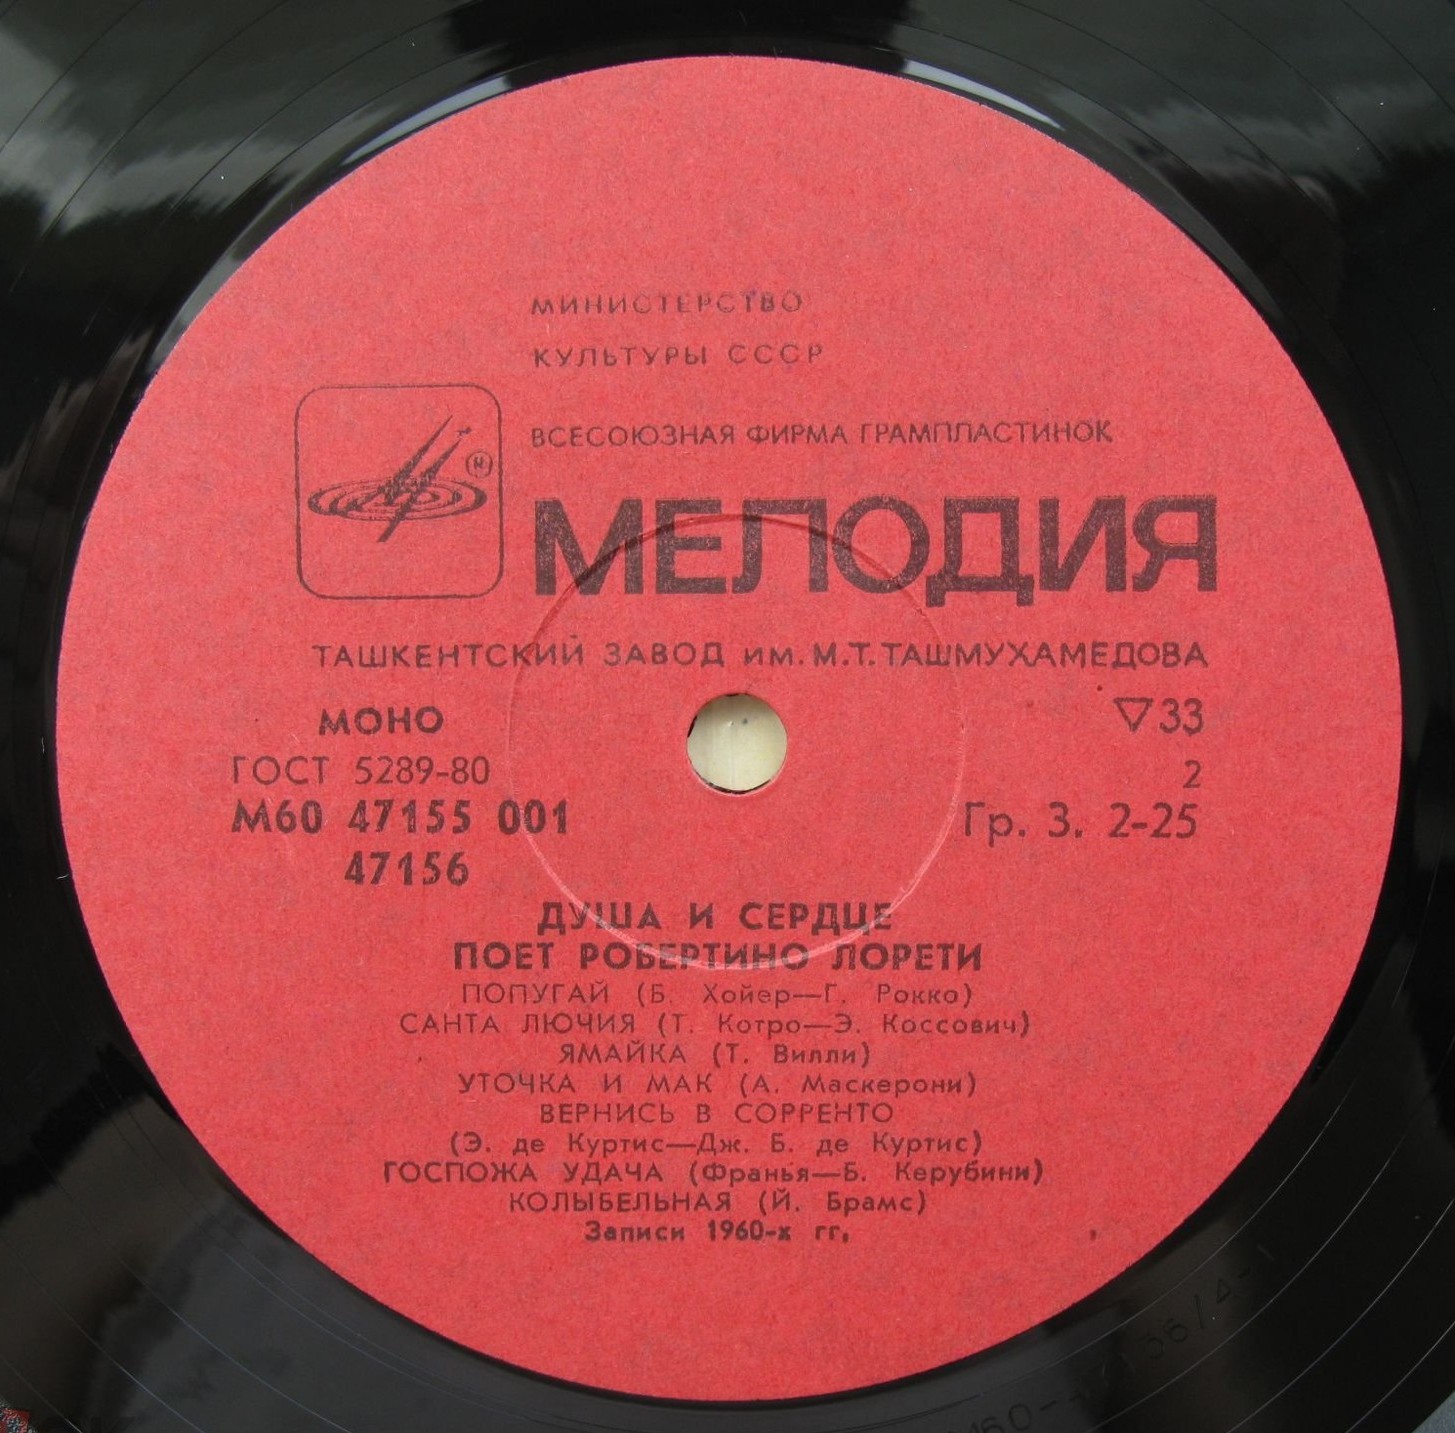 МИНИСТЕРСТВО
КУЛЬТУРЫ СССР
ВСЕСОЮЗНАЯ ФИРМА ГРАМПЛАСТИНОК
МЕЛОДИЯ
ТАШКЕНТСКИЙ ЗАВОД им. М.Т. ТАШМУХАМЕДОВА
МОНО ▽33
ГОСТ 5289-80 2
М60 47155 001 Гр. 3. 2-25
47156
ДУША И СЕРДЦЕ
ПОЕТ РОБЕРТИНО ЛОРЕТИ
ПОПУГАЙ (Б. Хойер—Г. Рокко)
САНТА ЛЮЧИЯ (Т. Котро—Э. Коссович)
ЯМАЙКА (Т. Вилли)
УТОЧКА И МАК (А. Маскерони)
ВЕРНИСЬ В СОРРЕНТО
(Э. де Куртис—Дж. Б. де Куртис)
ГОСПОЖА УДАЧА (Франья—Б. Керубини)
КОЛЫБЕЛЬНАЯ (Й. Брамс)
Записи 1960-х гг.